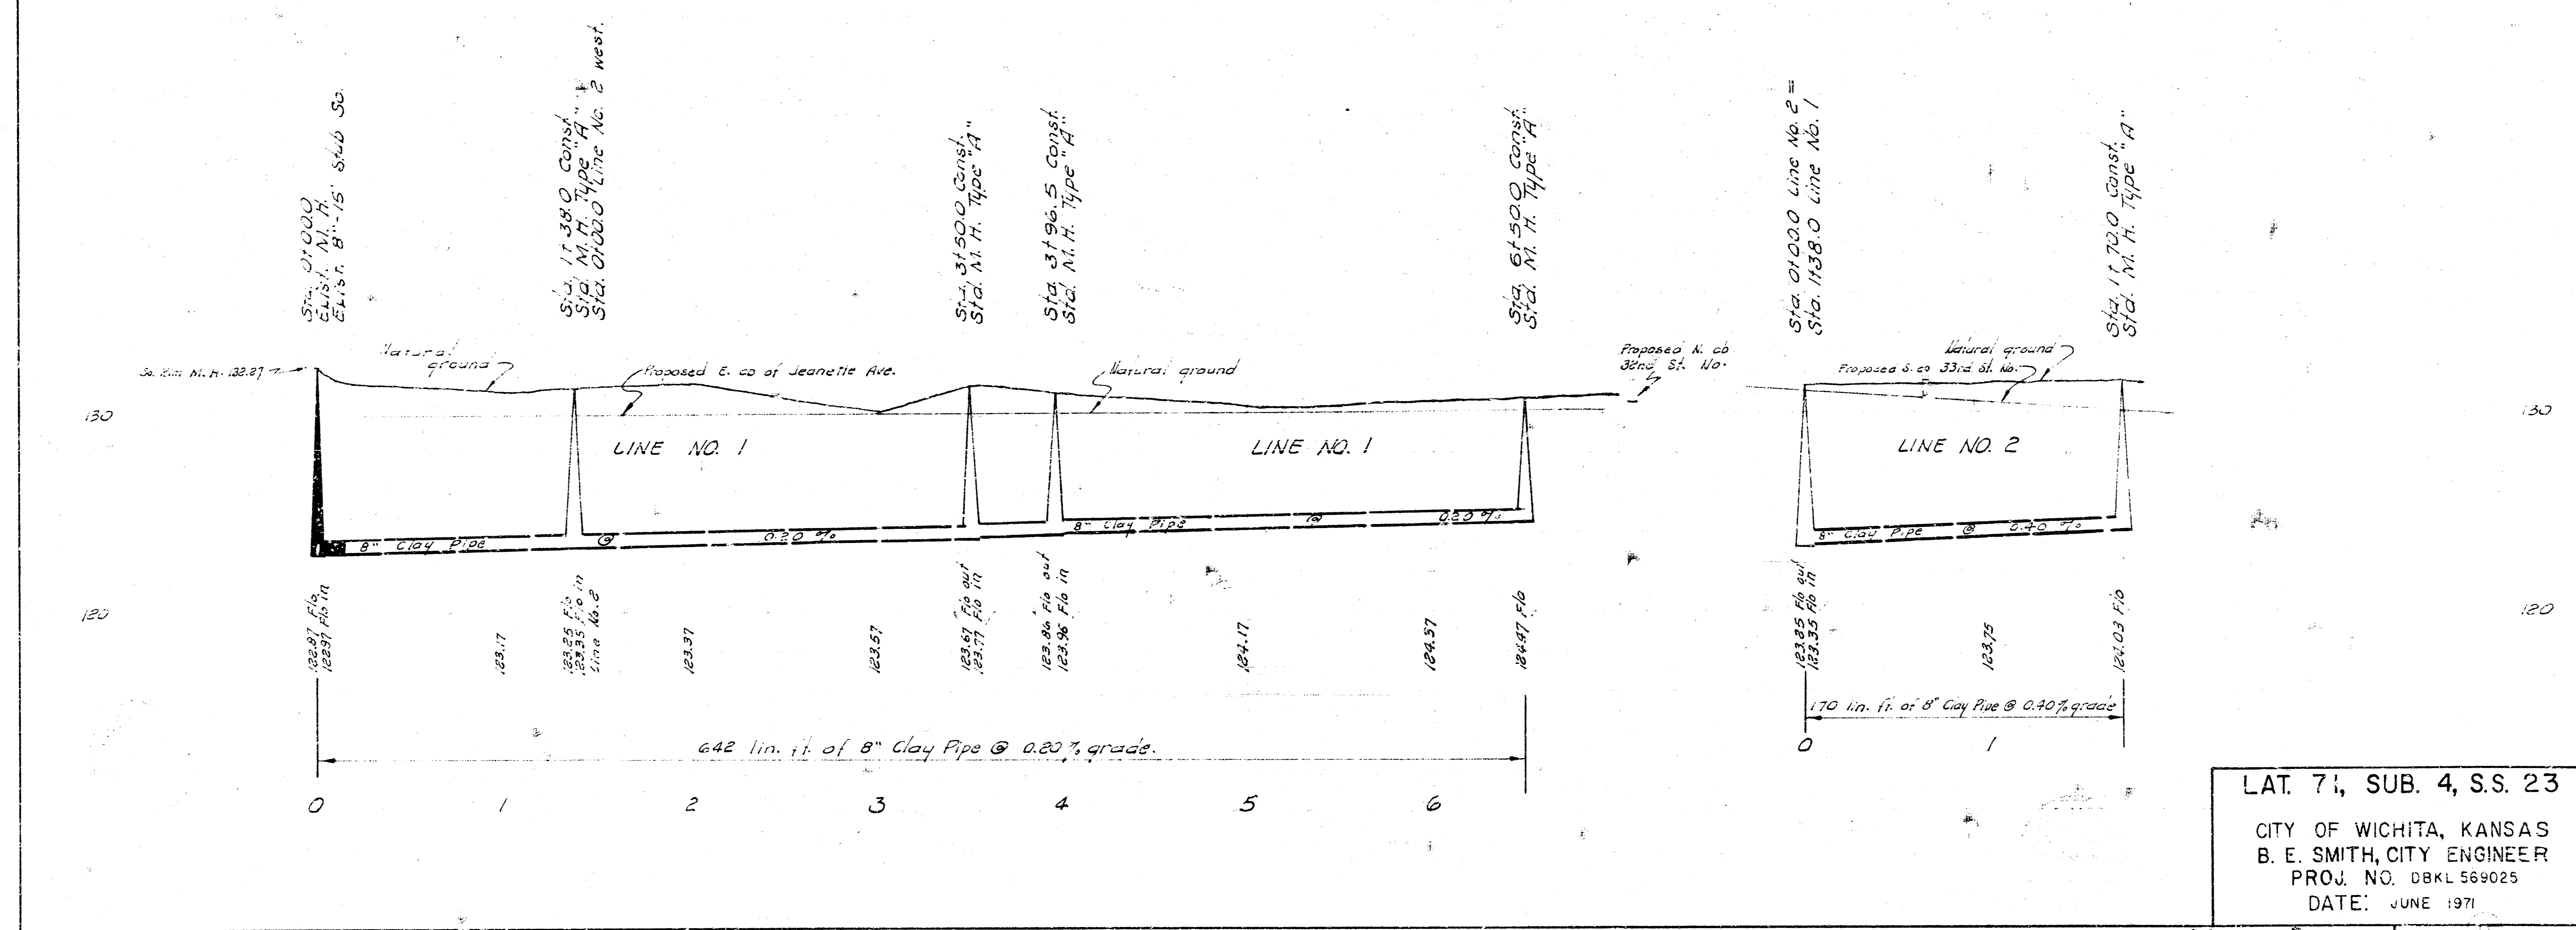 Sta. 0+00.0
Exist. M. H.
Exist. 8"-15' Stub So.
Sta. 1+38.0 Const.
Std. M.H. Type "A"
Sta. 0+00.0 Line No. 2 west.
Sta. 3+50.0 Const.
Std. M. H. Type "A"
Sta. 3+96.5 Const.
Std. M. H. Type "A"
Sta. 6+50.0 Const.
Std. M. H. Type "A"
Sta. 0+00.0 Line No. 2 =
Sta. 1+38.0 Line No. 1
Sta. 1+70.0 Const.
Std. M. H. Type "A"
So. Rim M.H. 132.27
Natural
ground
Proposed E. cb of Jeanette Ave.
Natural ground
Proposed N. cb
32nd St. No.
Natural ground
Proposed S. cb 33rd St. No.
130
130
LINE NO. 1
LINE NO. 1
LINE NO. 2
8" Clay Pipe @ 0.20 %
8" Clay Pipe @ 0.20 %
8" Clay Pipe @ 0.40 %
120
120
122.87 Flo
122.97 Flo in
123.17
123.25 Flo
123.35 Flo in
Line No. 2
123.37
123.57
123.67 Flo out
123.77 Flo in
123.86 Flo out
123.96 Flo in
124.17
124.37
124.47 Flo
123.25 Flo out
123.35 Flo in
123.75
124.03 Flo
642 lin. ft. of 8" Clay Pipe @ 0.20 % grade.
170 lin. ft. of 8" Clay Pipe @ 0.40% grade
0 1 2 3 4 5 6
0 1
LAT. 71, SUB. 4, S.S. 23
CITY OF WICHITA, KANSAS
B. E. SMITH, CITY ENGINEER
PROJ. NO. DBKL 569025
DATE: JUNE 1971